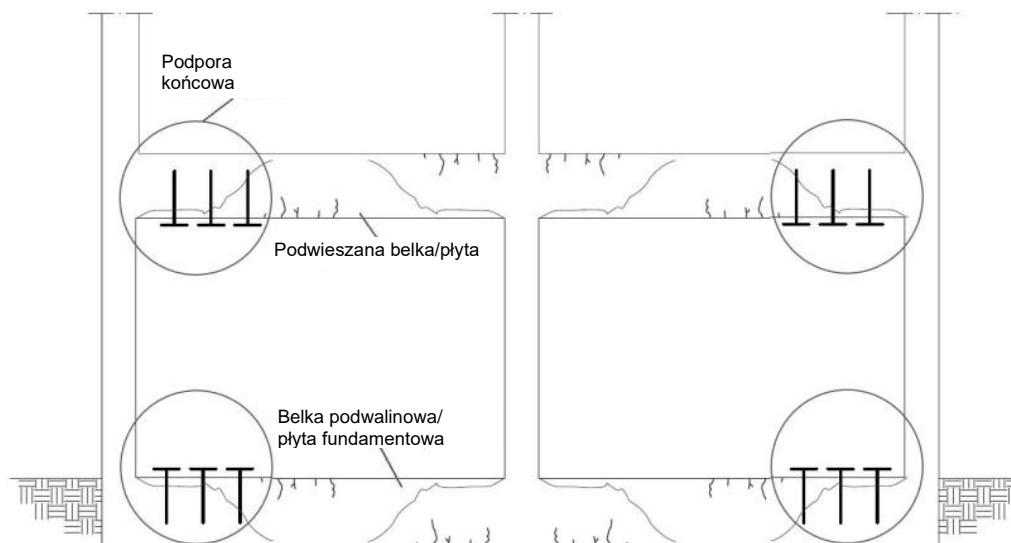 Podpora
końcowa
Podwieszana belka/płyta
Belka podwalinowa/
płyta fundamentowa